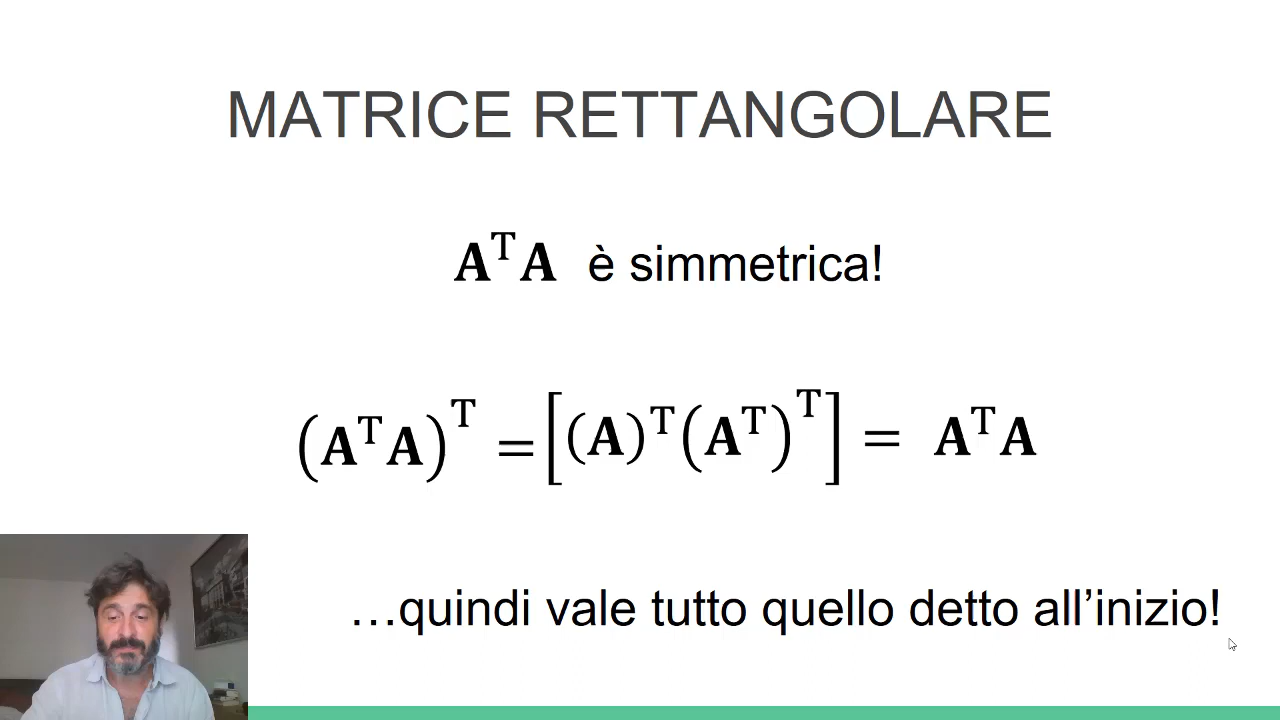 MATRICE RETTANGOLARE
𝐀ᵀ𝐀 è simmetrica!
(𝐀ᵀ𝐀)ᵀ =[(𝐀)ᵀ(𝐀ᵀ)ᵀ] = 𝐀ᵀ𝐀
…quindi vale tutto quello detto all’inizio!